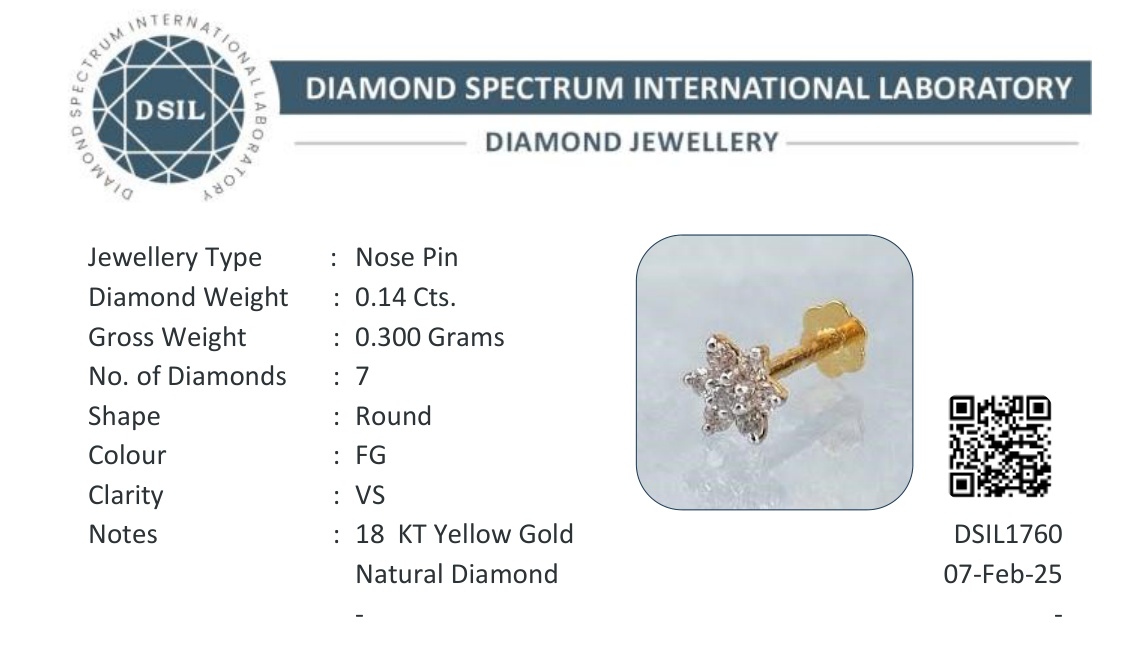 DIAMOND SPECTRUM INTERNATIONAL LABORATORY
DSIL
DIAMOND SPECTRUM INTERNATIONAL LABORATORY
DIAMOND JEWELLERY
Jewellery Type : Nose Pin
Diamond Weight : 0.14 Cts.
Gross Weight : 0.300 Grams
No. of Diamonds : 7
Shape : Round
Colour : FG
Clarity : VS
Notes : 18 KT Yellow Gold
Natural Diamond
-
DSIL1760
07-Feb-25
-